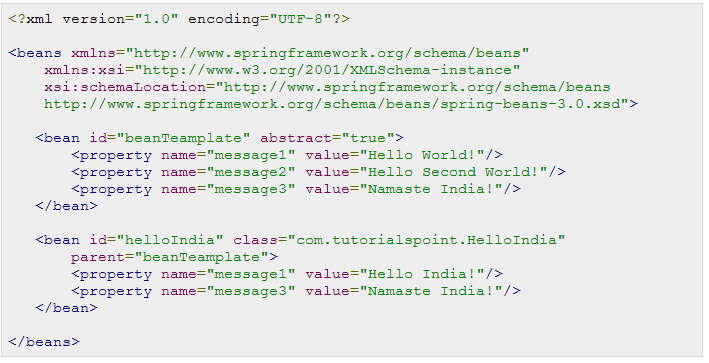 <?xml version="1.0" encoding="UTF-8"?>
<beans xmlns="http://www.springframework.org/schema/beans"
xmlns:xsi="http://www.w3.org/2001/XMLSchema-instance"
xsi:schemaLocation="http://www.springframework.org/schema/beans
http://www.springframework.org/schema/beans/spring-beans-3.0.xsd">
<bean id="beanTeamplate" abstract="true">
<property name="message1" value="Hello World!"/>
<property name="message2" value="Hello Second World!"/>
<property name="message3" value="Namaste India!"/>
</bean>
<bean id="helloIndia" class="com.tutorialspoint.HelloIndia"
parent="beanTeamplate">
<property name="message1" value="Hello India!"/>
<property name="message3" value="Namaste India!"/>
</bean>
</beans>